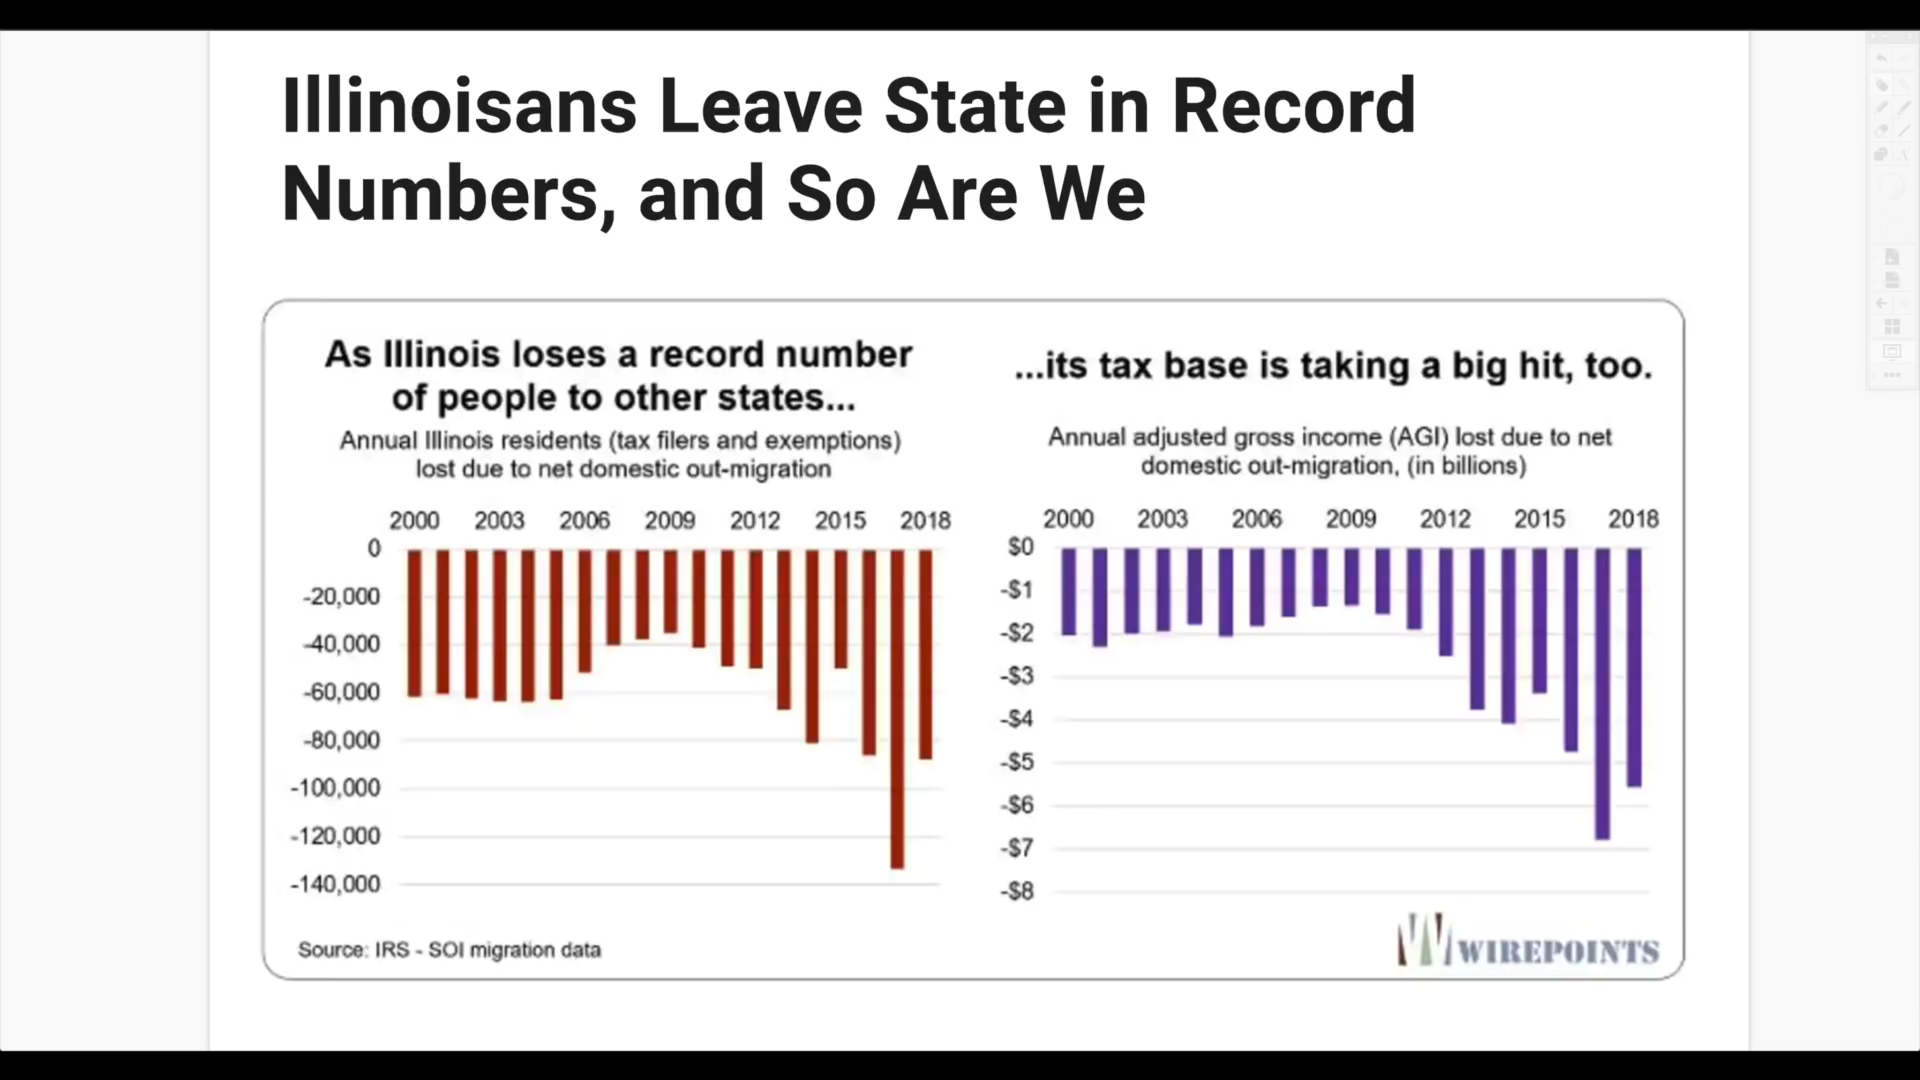 Illinoisans Leave State in Record
Numbers, and So Are We
As Illinois loses a record number
of people to other states...
Annual Illinois residents (tax filers and exemptions)
lost due to net domestic out-migration
2000 2003 2006 2009 2012 2015 2018
0
-20,000
-40,000
-60,000
-80,000
-100,000
-120,000
-140,000
Source: IRS - SOI migration data
...its tax base is taking a big hit, too.
Annual adjusted gross income (AGI) lost due to net
domestic out-migration, (in billions)
2000 2003 2006 2009 2012 2015 2018
$0
-$1
-$2
-$3
-$4
-$5
-$6
-$7
-$8
WIREPOINTS